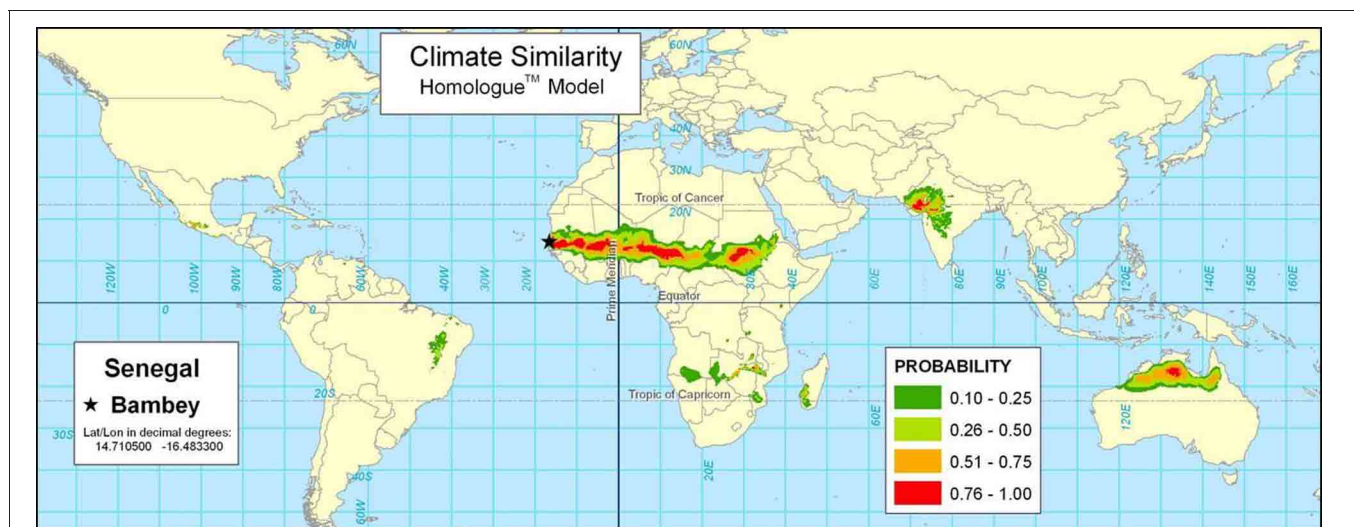 Climate Similarity
Homologue™ Model
60N
60N
40N
30N
Tropic of Cancer
20N
Prime Meridian
120W
100W
90W
80W
60W
40W
30W
20W
30E
40E
60E
80E
90E
100E
120E
140E
150E
160E
Equator
0
0
Senegal
★ Bambey
Lat/Lon in decimal degrees:
14.710500 -16.483300
PROBABILITY
0.10 - 0.25
0.26 - 0.50
0.51 - 0.75
0.76 - 1.00
20S
Tropic of Capricorn
30S
60E
120E
40S
20E
60W